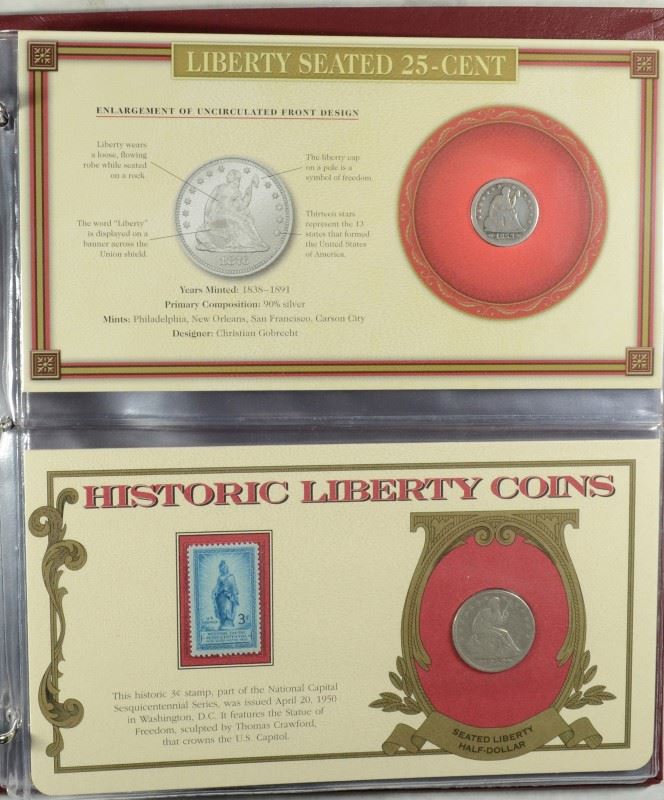 LIBERTY SEATED 25-CENT
ENLARGEMENT OF UNCIRCULATED FRONT DESIGN
Liberty wears
a loose, flowing
robe while seated
on a rock.
The liberty cap
on a pole is a
symbol of freedom.
The word "Liberty"
is displayed on a
banner across the
Union shield.
Thirteen stars
represent the 13
states that formed
the United States
of America.
1876
Years Minted: 1838–1891
Primary Composition: 90% silver
Mints: Philadelphia, New Orleans, San Francisco, Carson City
Designer: Christian Gobrecht
HISTORIC LIBERTY COINS
3¢
This historic 3¢ stamp, part of the National Capital
Sesquicentennial Series, was issued April 20, 1950
in Washington, D.C. It features the Statue of
Freedom, sculpted by Thomas Crawford,
that crowns the U.S. Capitol.
SEATED LIBERTY
HALF-DOLLAR